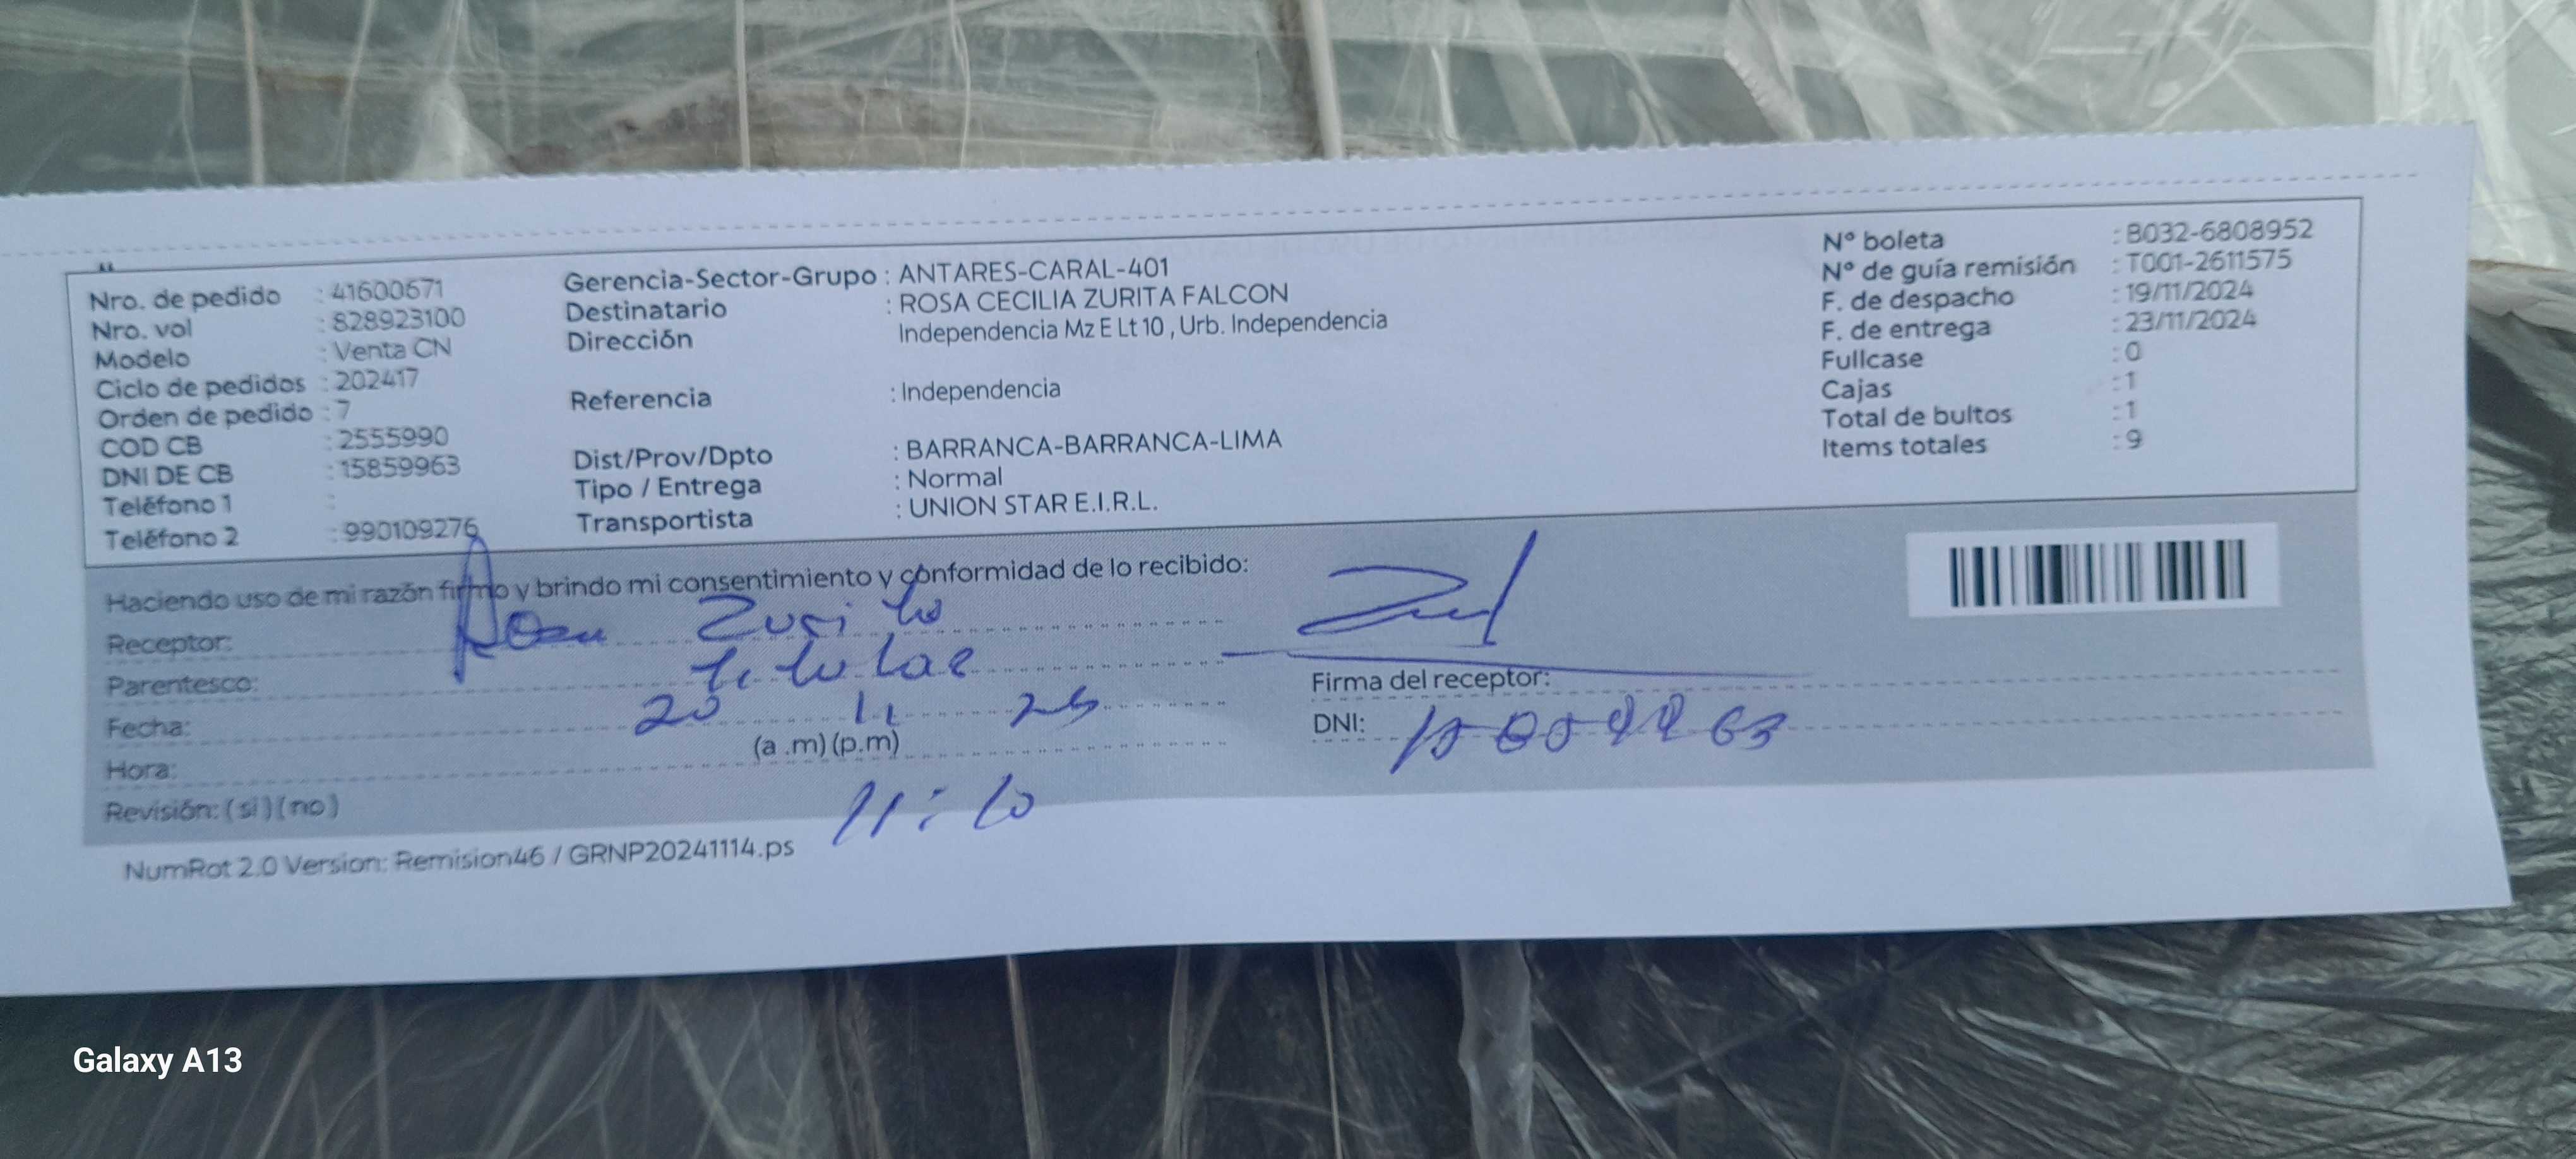 Nro. de pedido : 41600671
Nro. vol : 828923100
Modelo : Venta CN
Ciclo de pedidos : 202417
Orden de pedido : 7
COD CB : 2555990
DNI DE CB : 15859963
Teléfono 1 :
Teléfono 2 : 990109276
Gerencia-Sector-Grupo : ANTARES-CARAL-401
Destinatario : ROSA CECILIA ZURITA FALCON
Dirección Independencia Mz E Lt 10 , Urb. Independencia
Referencia : Independencia
Dist/Prov/Dpto : BARRANCA-BARRANCA-LIMA
Tipo / Entrega : Normal
Transportista : UNION STAR E.I.R.L.
N° boleta : B032-6808952
N° de guía remisión : T001-2611575
F. de despacho : 19/11/2024
F. de entrega : 23/11/2024
Fullcase : 0
Cajas : 1
Total de bultos : 1
Items totales : 9
Haciendo uso de mi razón firmo y brindo mi consentimiento y conformidad de lo recibido:
Receptor: Rosa Zurita
Parentesco: titular
Fecha: 20 11
Hora: (a .m) (p.m)
11:10
Revisión: (si) (no)
Firma del receptor:
DNI:
NumRot 2.0 Version: Remision46 / GRNP20241114.ps
Galaxy A13